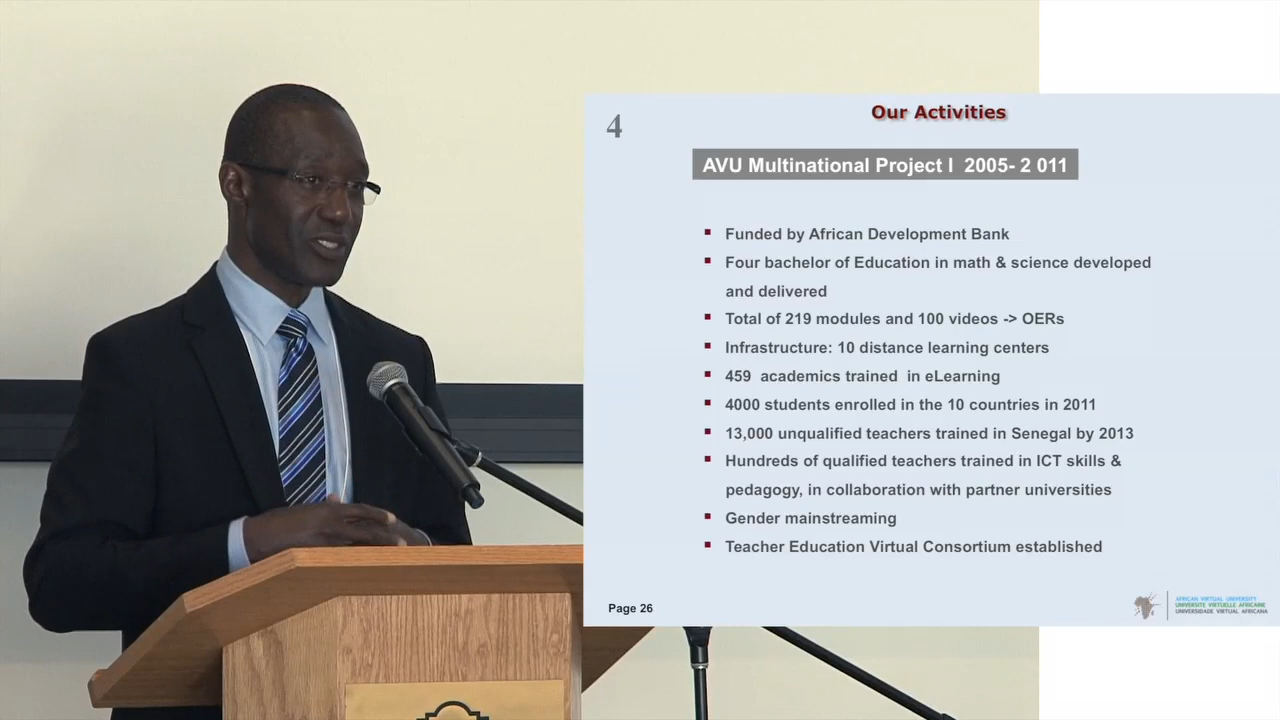 Our Activities
4
AVU Multinational Project I 2005- 2 011
Funded by African Development Bank
Four bachelor of Education in math & science developed
and delivered
Total of 219 modules and 100 videos -> OERs
Infrastructure: 10 distance learning centers
459 academics trained in eLearning
4000 students enrolled in the 10 countries in 2011
13,000 unqualified teachers trained in Senegal by 2013
Hundreds of qualified teachers trained in ICT skills &
pedagogy, in collaboration with partner universities
Gender mainstreaming
Teacher Education Virtual Consortium established
Page 26
AFRICAN VIRTUAL UNIVERSITY
UNIVERSITE VIRTUELLE AFRICAINE
UNIVERSIDADE VIRTUAL AFRICANA